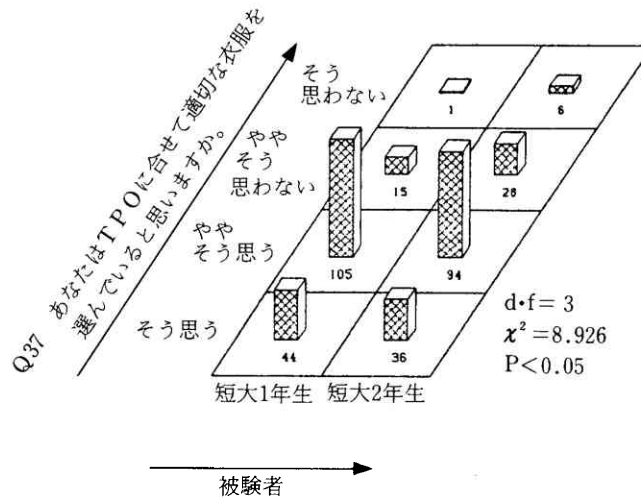 Q37 あなたはTPOに合せて適切な衣服を
選んでいると思いますか。
そう
思わない
やや
そう
思わない
やや
そう思う
そう思う
1
6
15
28
105
94
44
36
d・f＝3
χ²=8.926
P<0.05
短大1年生 短大2年生
被験者